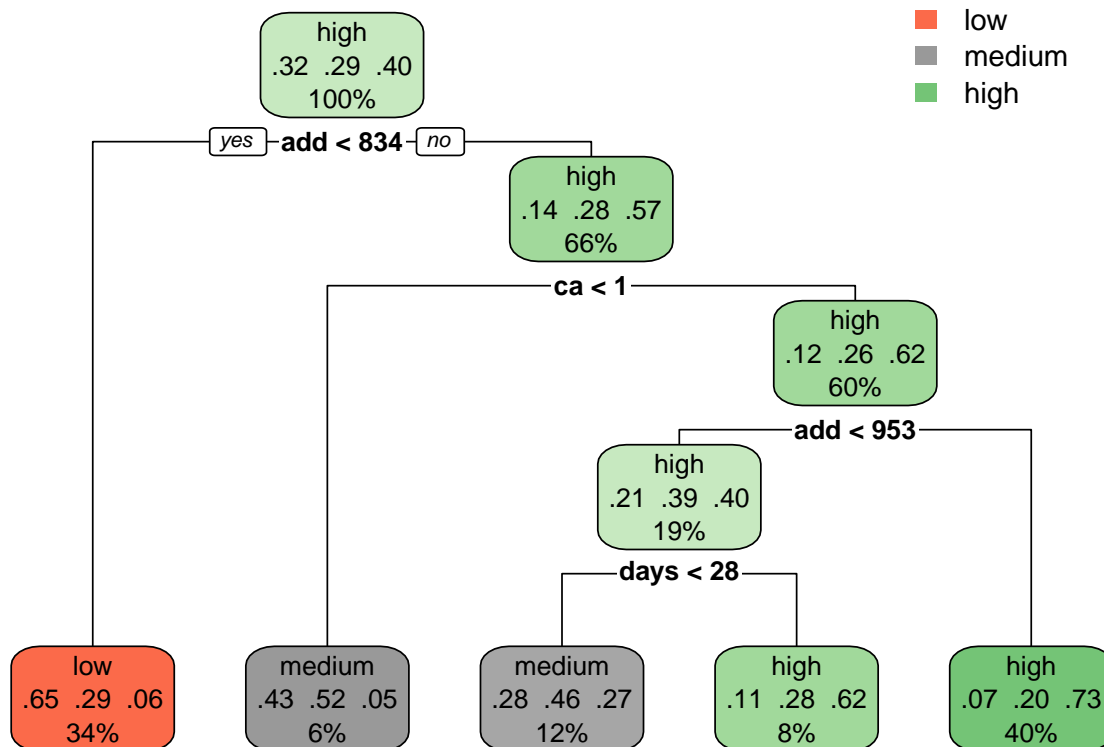 high
.32 .29 .40
100%
low
medium
high
yes add < 834 no
high
.14 .28 .57
66%
ca < 1
high
.12 .26 .62
60%
add < 953
high
.21 .39 .40
19%
days < 28
low
.65 .29 .06
34%
medium
.43 .52 .05
6%
medium
.28 .46 .27
12%
high
.11 .28 .62
8%
high
.07 .20 .73
40%